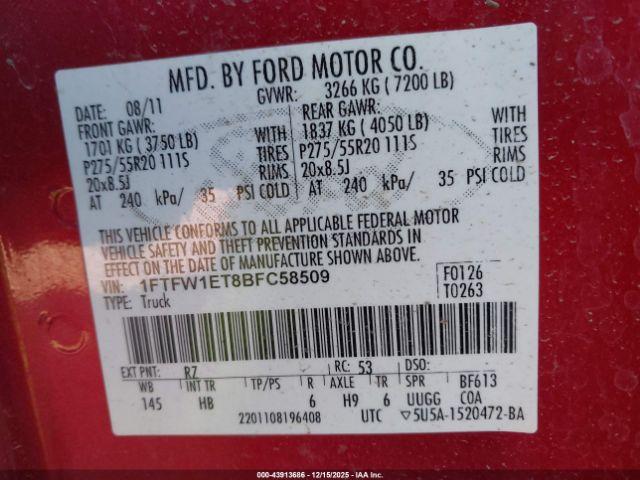 MFD. BY FORD MOTOR CO.
DATE: 08/11 GVWR: 3266 KG ( 7200 LB)
FRONT GAWR: REAR GAWR:
1701 KG ( 3750 LB) WITH 1837 KG ( 4050 LB) WITH
P275/55R20 111S TIRES P275/55R20 111S TIRES
20x8.5J RIMS 20x8.5J RIMS
AT 240 kPa/ 35 PSI COLD AT 240 kPa/ 35 PSI COLD
THIS VEHICLE CONFORMS TO ALL APPLICABLE FEDERAL MOTOR
VEHICLE SAFETY AND THEFT PREVENTION STANDARDS IN
EFFECT ON THE DATE OF MANUFACTURE SHOWN ABOVE.
VIN: 1FTFW1ET8BFC58509 F0126
TYPE: Truck T0263
EXT PNT: RZ RC: 53 DSO:
WB INT TR TP/PS R AXLE TR SPR BF613
145 HB 6 H9 6 UUGG COA
2201108196408 UTC ▽5U5A-1520472-BA
000-43913686 - 12/15/2025 - IAA INC.